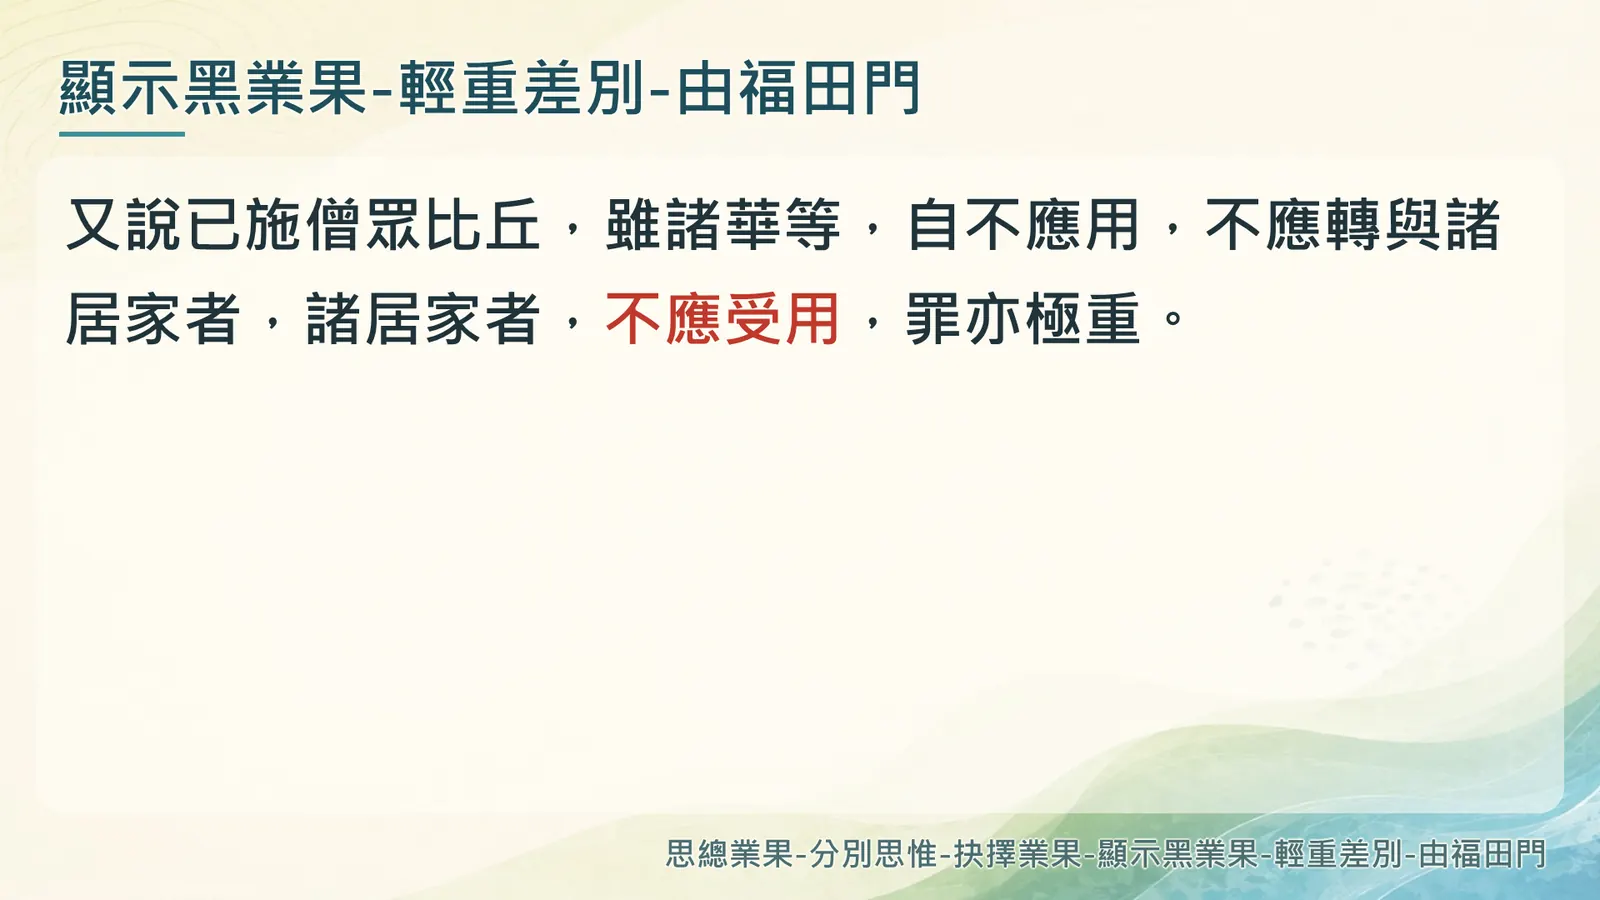 顯示黑業果-輕重差別-由福田門
又說已施僧眾比丘，雖諸華等，自不應用，不應轉與諸
居家者，諸居家者，不應受用，罪亦極重。
思總業果-分別思惟-抉擇業果-顯示黑業果-輕重差別-由福田門